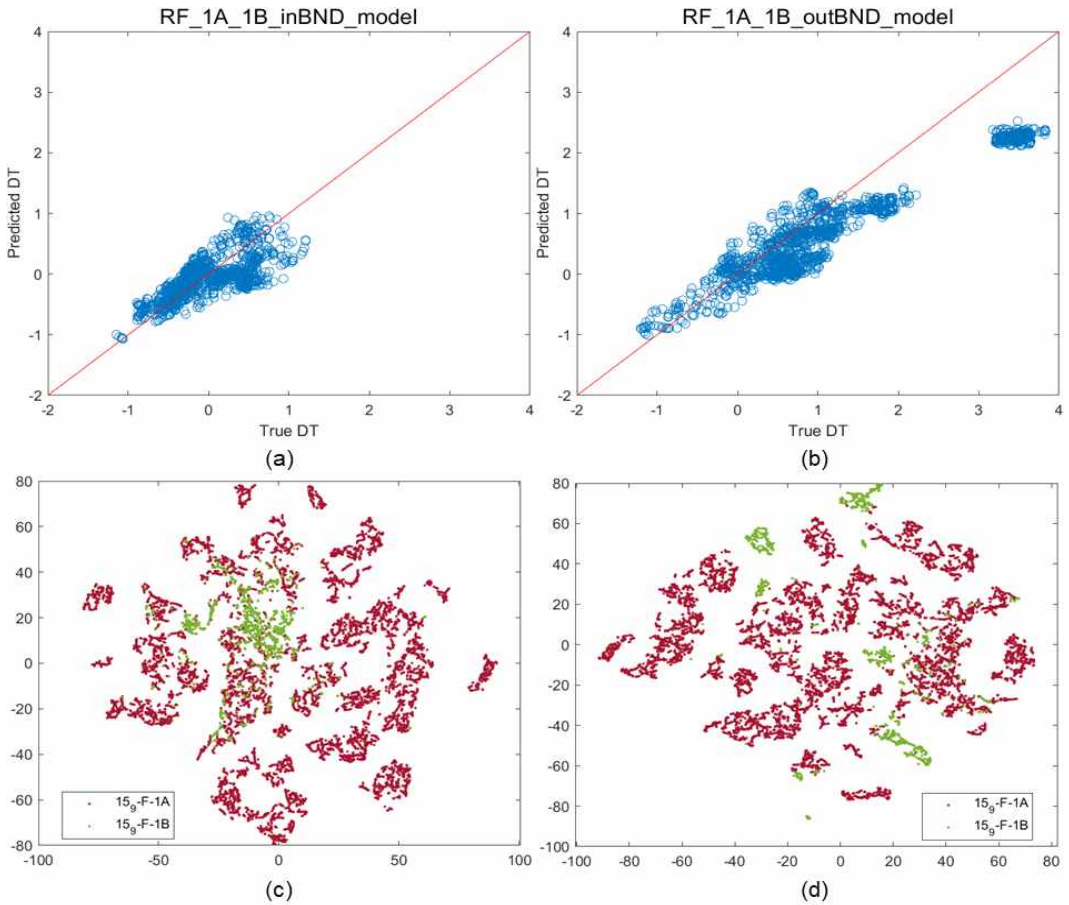 RF_1A_1B_inBND_model
4
3
2
1
0
-1
-2
-2 -1 0 1 2 3 4
Predicted DT
True DT
(a)
RF_1A_1B_outBND_model
4
3
2
1
0
-1
-2
-2 -1 0 1 2 3 4
Predicted DT
True DT
(b)
80
60
40
20
0
-20
-40
-60
-80
-100 -50 0 50 100
15₉-F-1A
15₉-F-1B
(c)
80
60
40
20
0
-20
-40
-60
-80
-100
-100 -80 -60 -40 -20 0 20 40 60 80
15₉-F-1A
15₉-F-1B
(d)